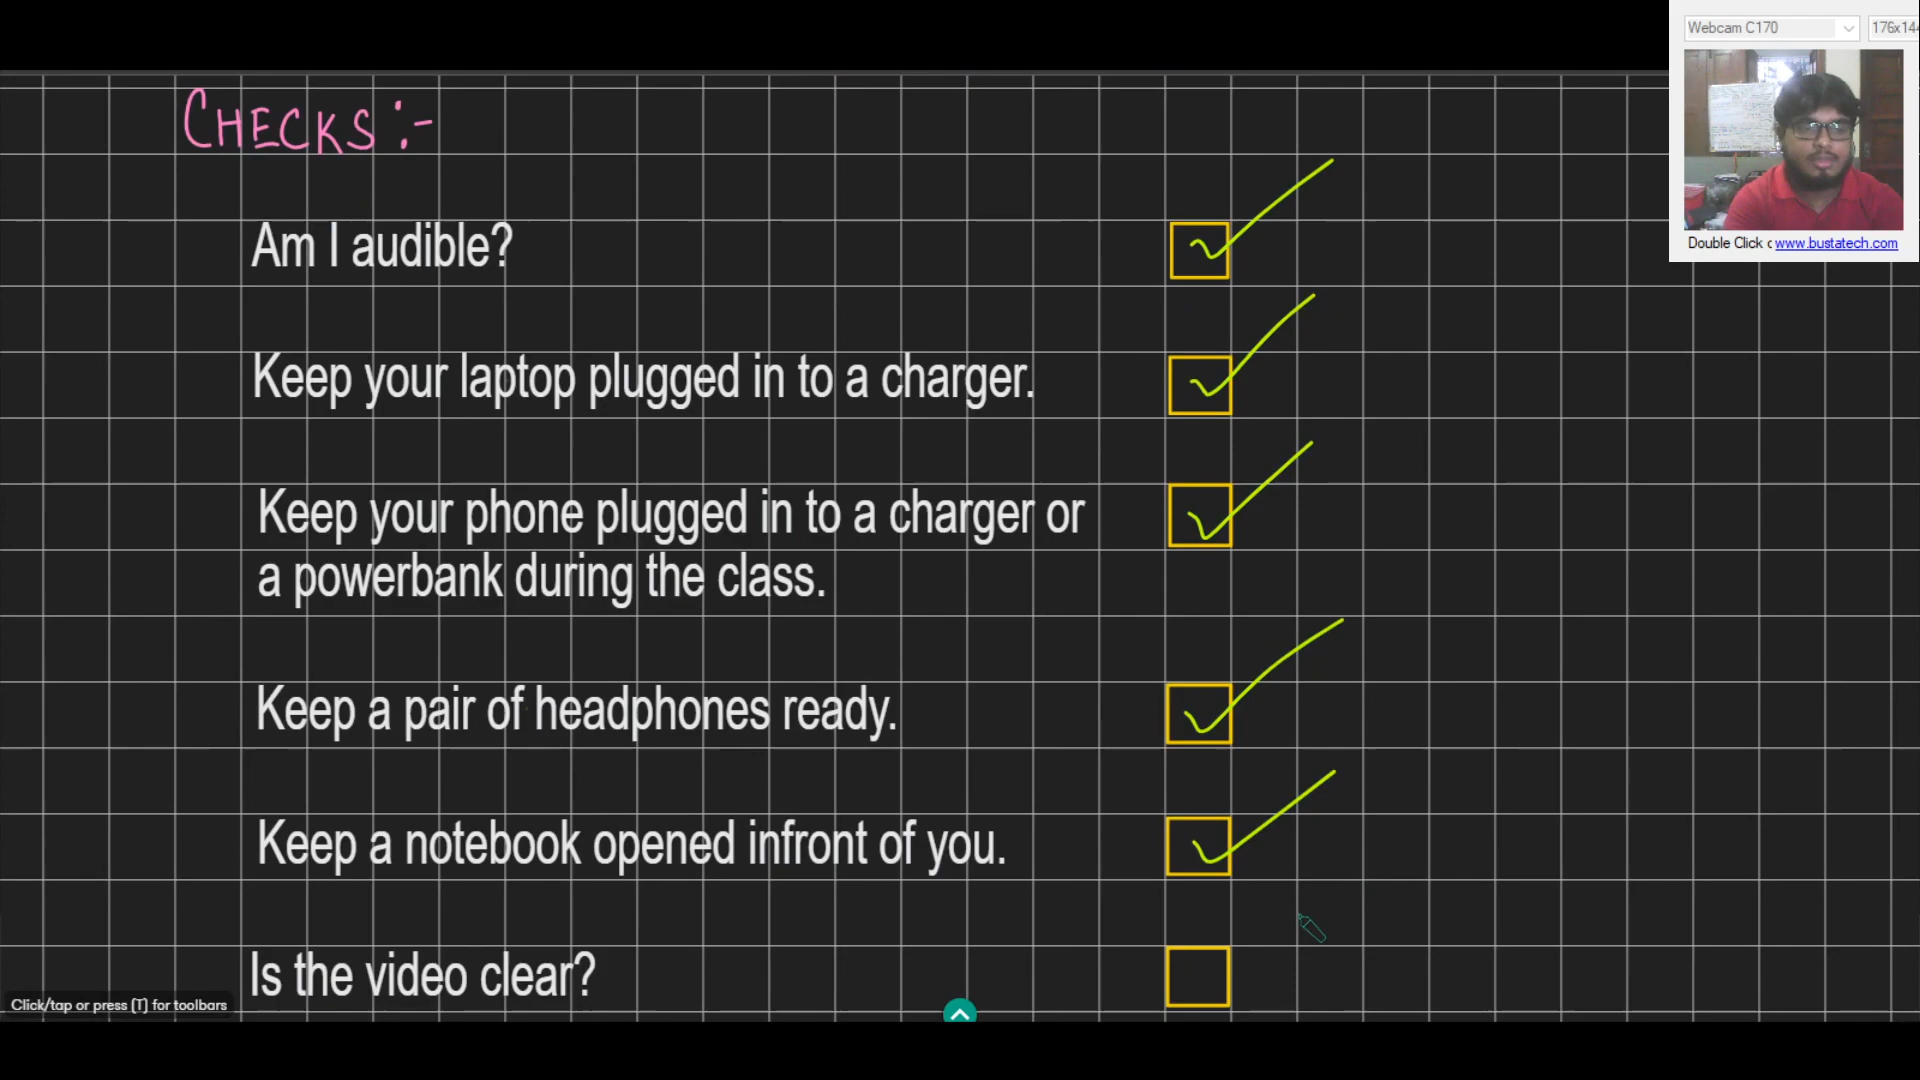 Webcam C170
176x144
CHECKS :-
Am I audible?
Double Click www.bustatech.com
Keep your laptop plugged in to a charger.
Keep your phone plugged in to a charger or
a powerbank during the class.
Keep a pair of headphones ready.
Keep a notebook opened infront of you.
Is the video clear?
Click/tap or press (T) for toolbars